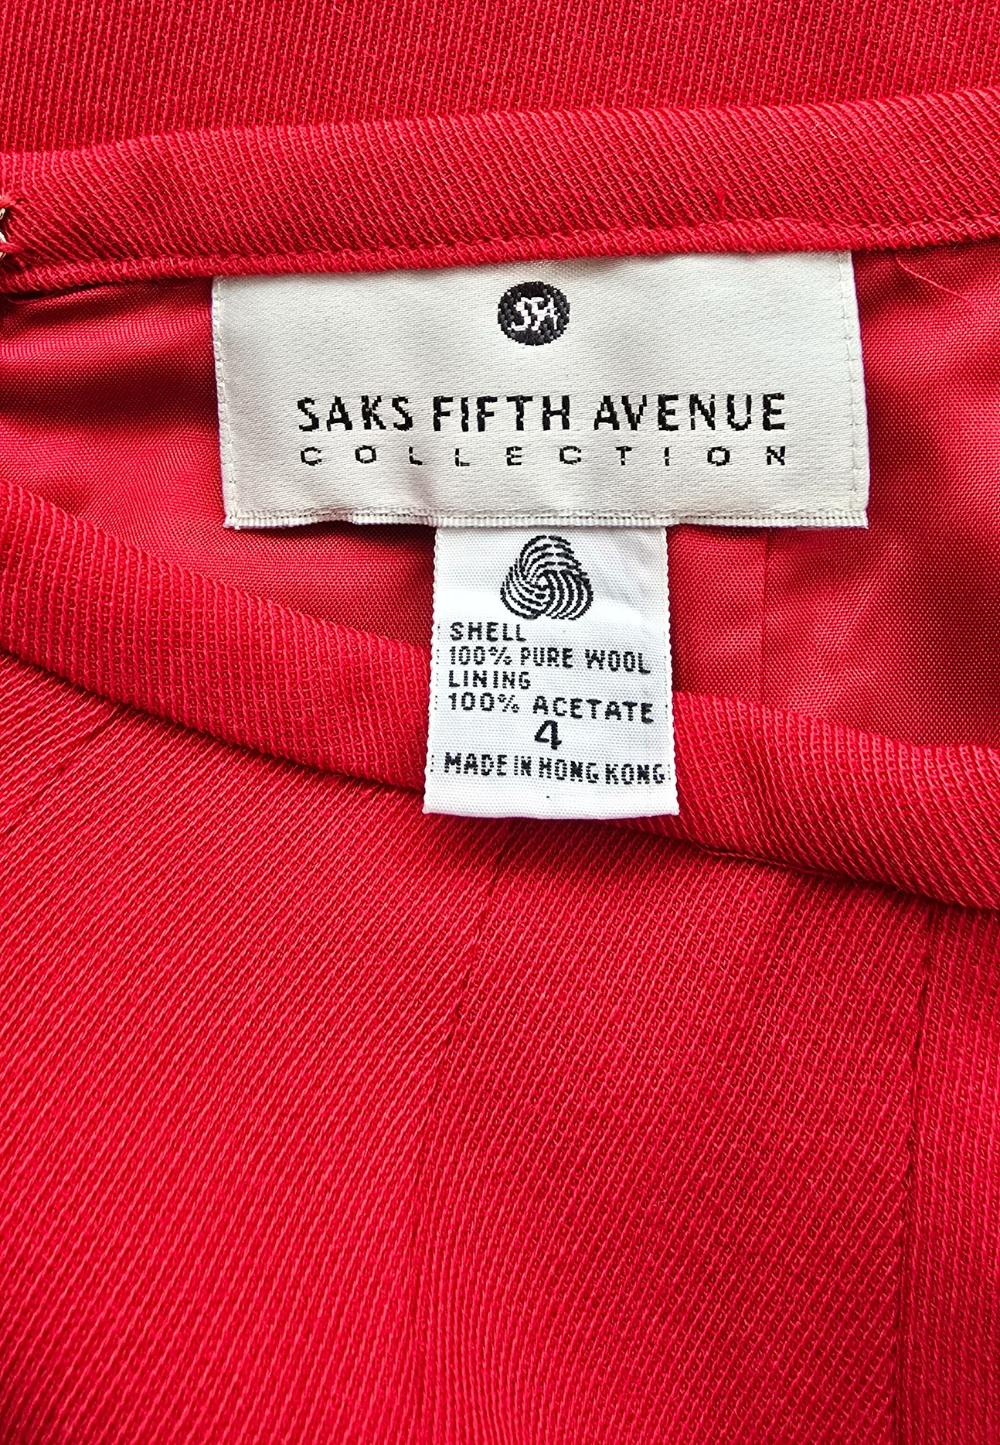 SFA
SAKS FIFTH AVENUE
COLLECTION
SHELL
100% PURE WOOL
LINING
100% ACETATE
4
MADE IN HONG KONG